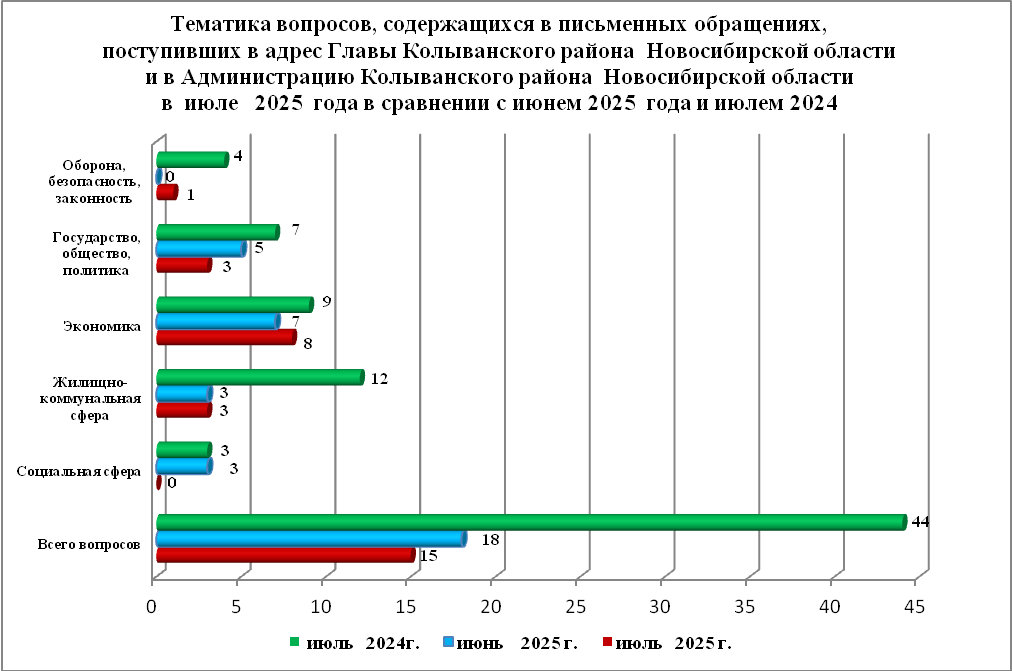 Тематика вопросов, содержащихся в письменных обращениях,
поступивших в адрес Главы Колыванского района Новосибирской области
и в Администрацию Колыванского района Новосибирской области
в июле 2025 года в сравнении с июнем 2025 года и июлем 2024
Оборона,
безопасность,
законность
4
0
1
Государство,
общество,
политика
7
5
3
Экономика
9
7
8
Жилищно-
коммунальная
сфера
12
3
3
Социальная сфера
3
3
0
Всего вопросов
44
18
15
0 5 10 15 20 25 30 35 40 45
июль 2024г. июнь 2025 г. июль 2025 г.